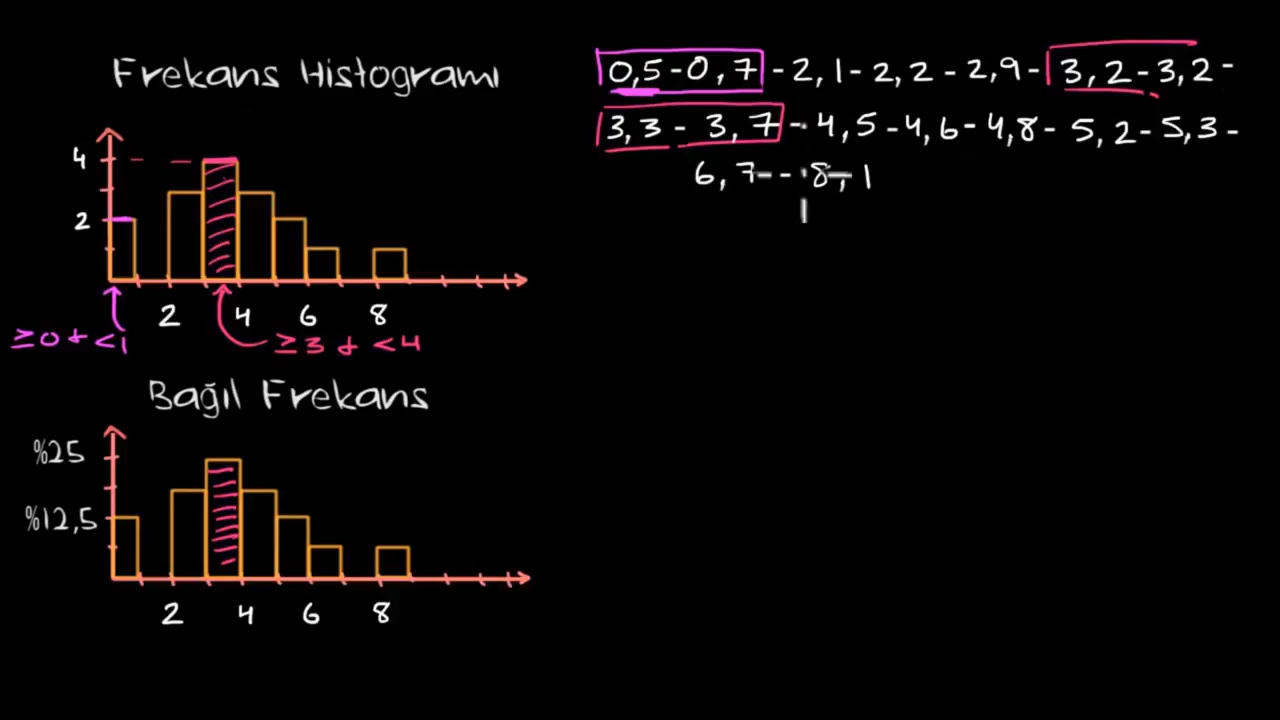 Frekans Histogramı
4
2
2 4 6 8
≥0 + <1
≥3 + <4
Bağıl Frekans
%25
%12,5
2 4 6 8
0,5-0,7-2,1-2,2-2,9-3,2-3,2-
3,3-3,7-4,5-4,6-4,8-5,2-5,3-
6,7--8,1